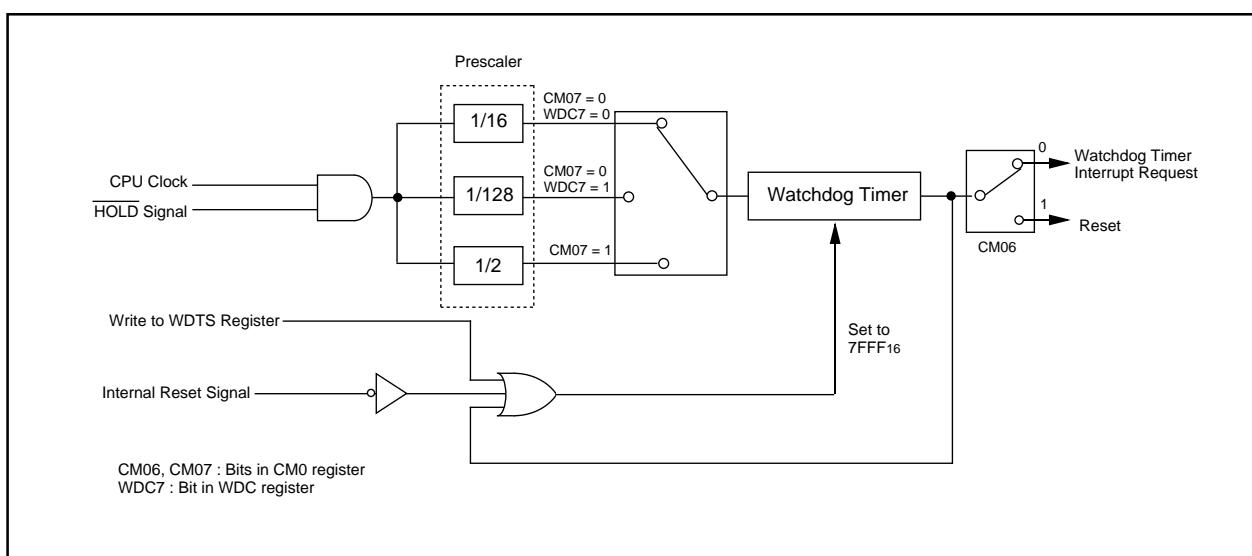 Prescaler
1/16
CM07 = 0
WDC7 = 0
1/128
CM07 = 0
WDC7 = 1
1/2
CM07 = 1
CPU Clock
HOLD Signal
Watchdog Timer
0
Watchdog Timer
Interrupt Request
1
Reset
CM06
Write to WDTS Register
Set to
7FFF16
Internal Reset Signal
CM06, CM07 : Bits in CM0 register
WDC7 : Bit in WDC register